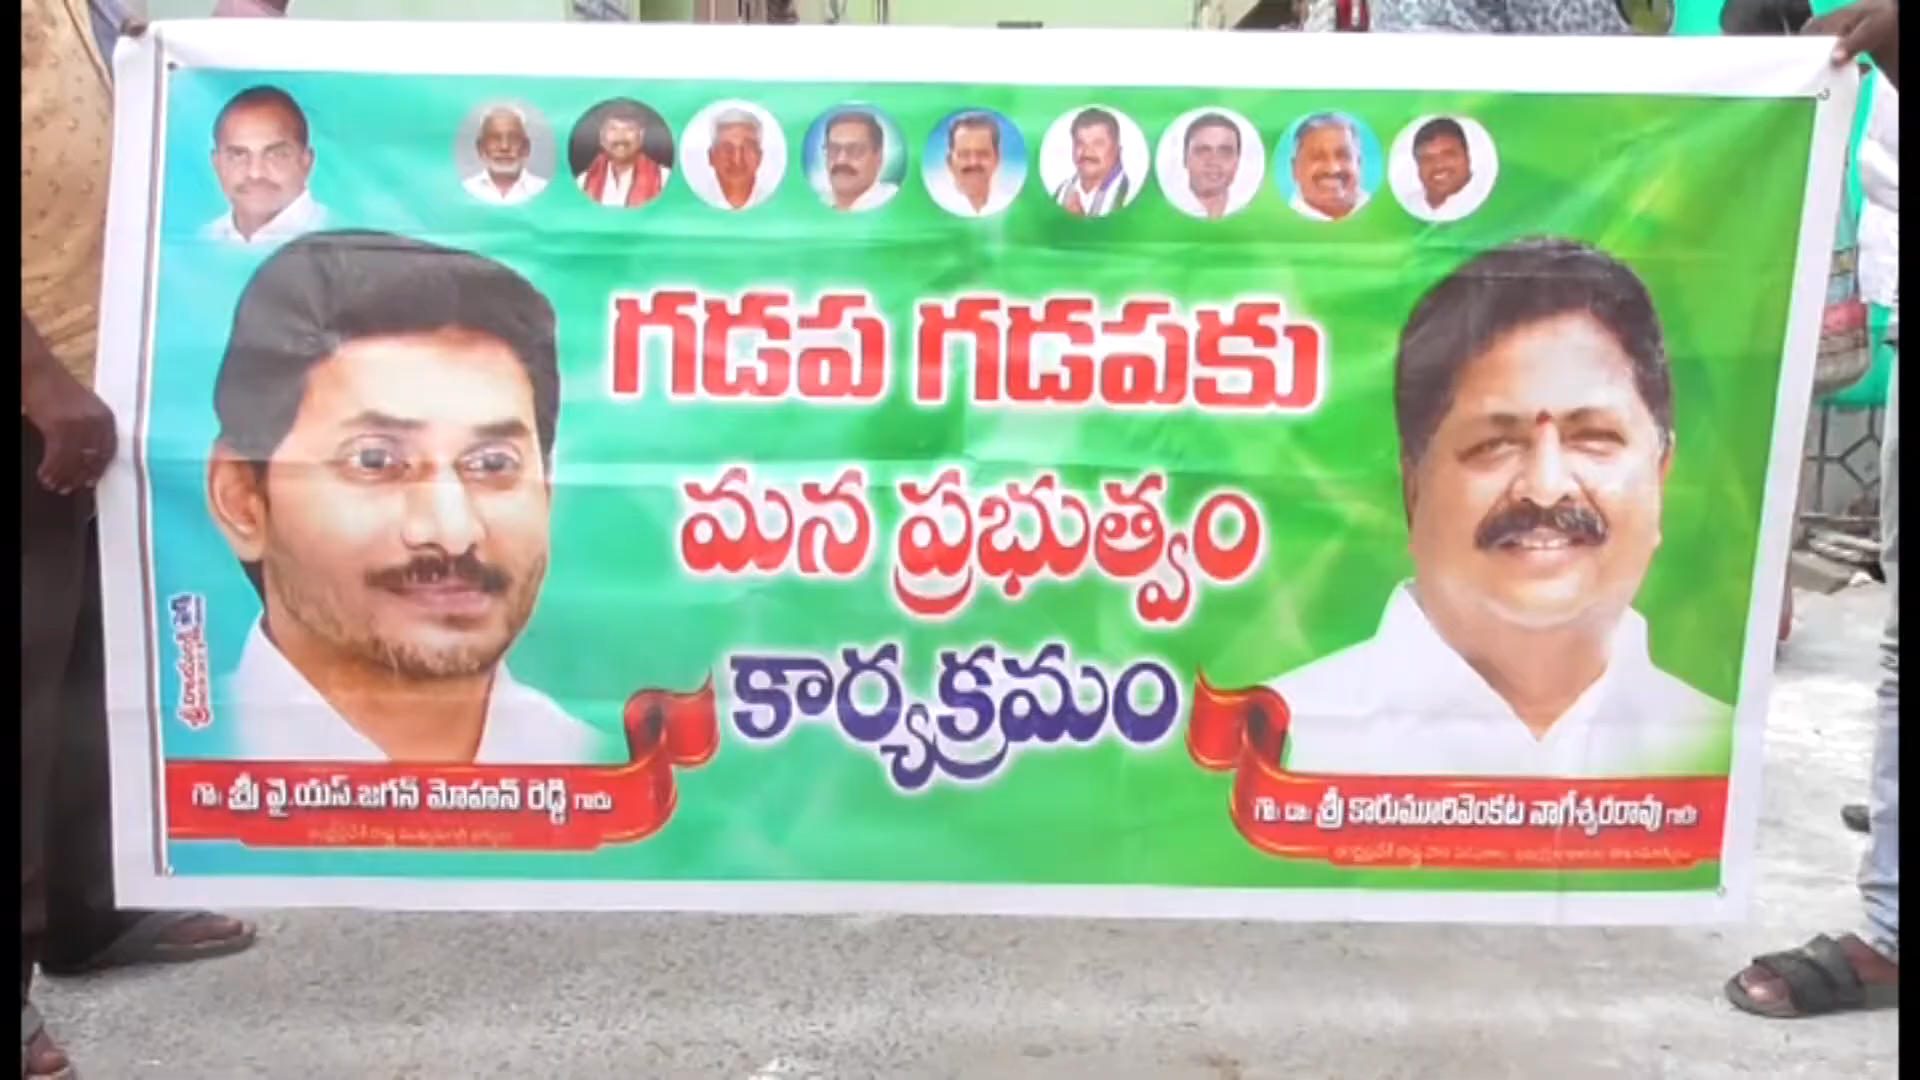 గడప గడపకు
మన ప్రభుత్వం
కార్యక్రమం
గౌ॥ శ్రీ వై.యస్.జగన్ మోహన్ రెడ్డి గారు
గౌ॥ డా॥ శ్రీ కారుమూరివెంకట నాగేశ్వరరావు గారు